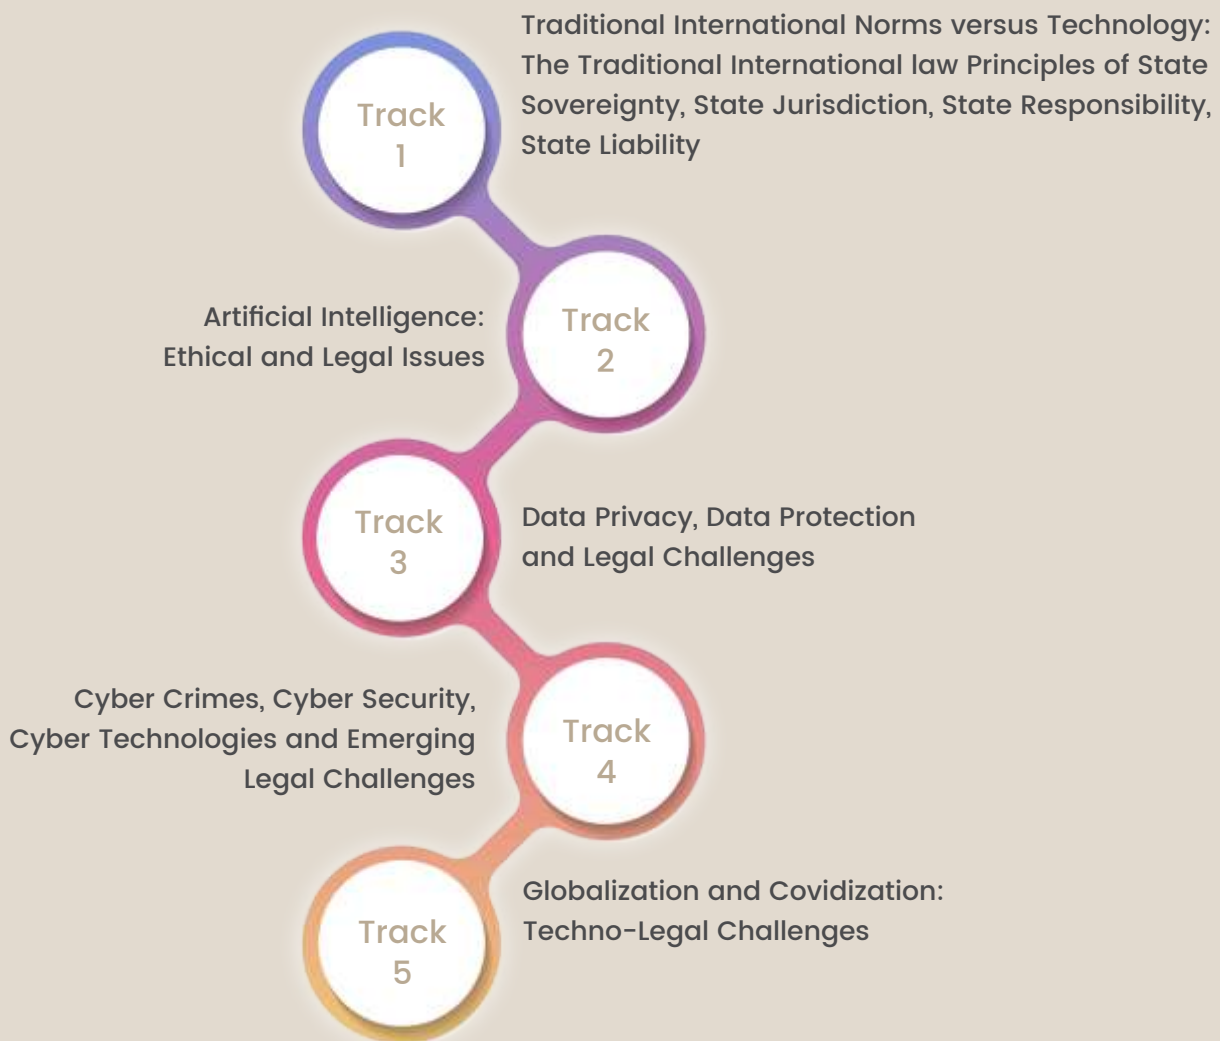 Traditional International Norms versus Technology:
The Traditional International law Principles of State
Sovereignty, State Jurisdiction, State Responsibility,
State Liability
Track
1
Artificial Intelligence:
Ethical and Legal Issues
Track
2
Track
3
Data Privacy, Data Protection
and Legal Challenges
Cyber Crimes, Cyber Security,
Cyber Technologies and Emerging
Legal Challenges
Track
4
Globalization and Covidization:
Techno-Legal Challenges
Track
5